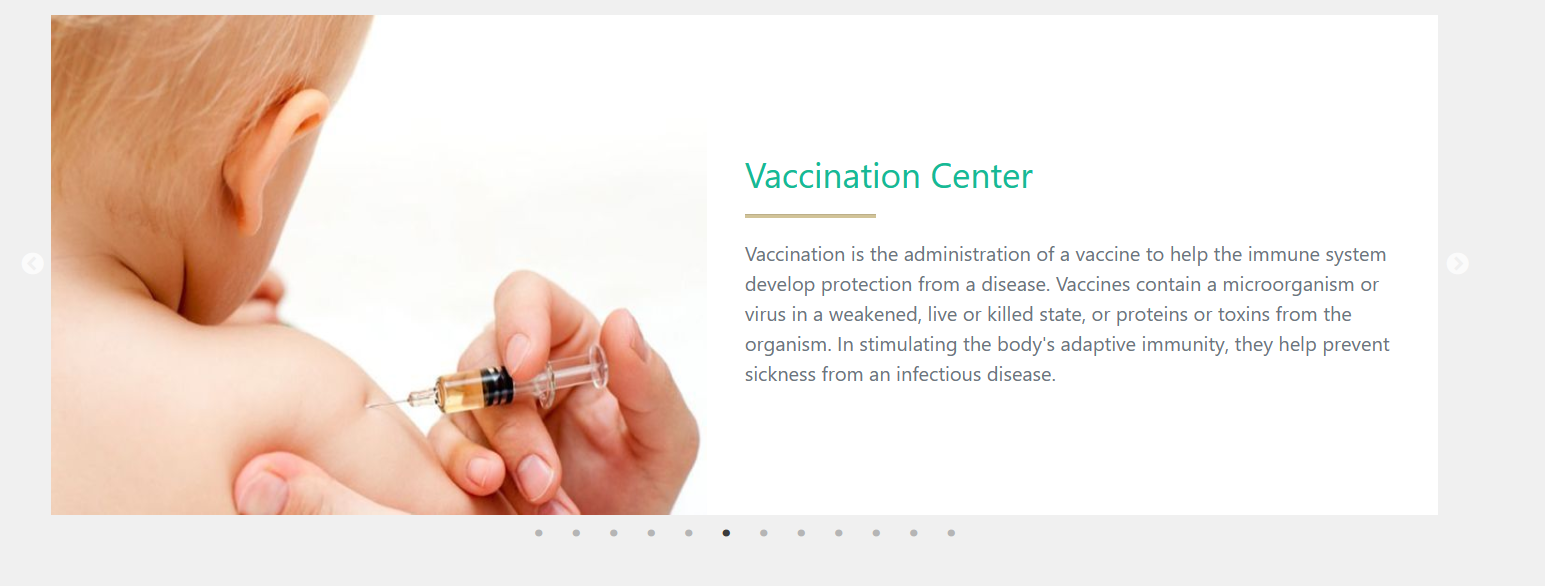 Vaccination Center
Vaccination is the administration of a vaccine to help the immune system
develop protection from a disease. Vaccines contain a microorganism or
virus in a weakened, live or killed state, or proteins or toxins from the
organism. In stimulating the body's adaptive immunity, they help prevent
sickness from an infectious disease.